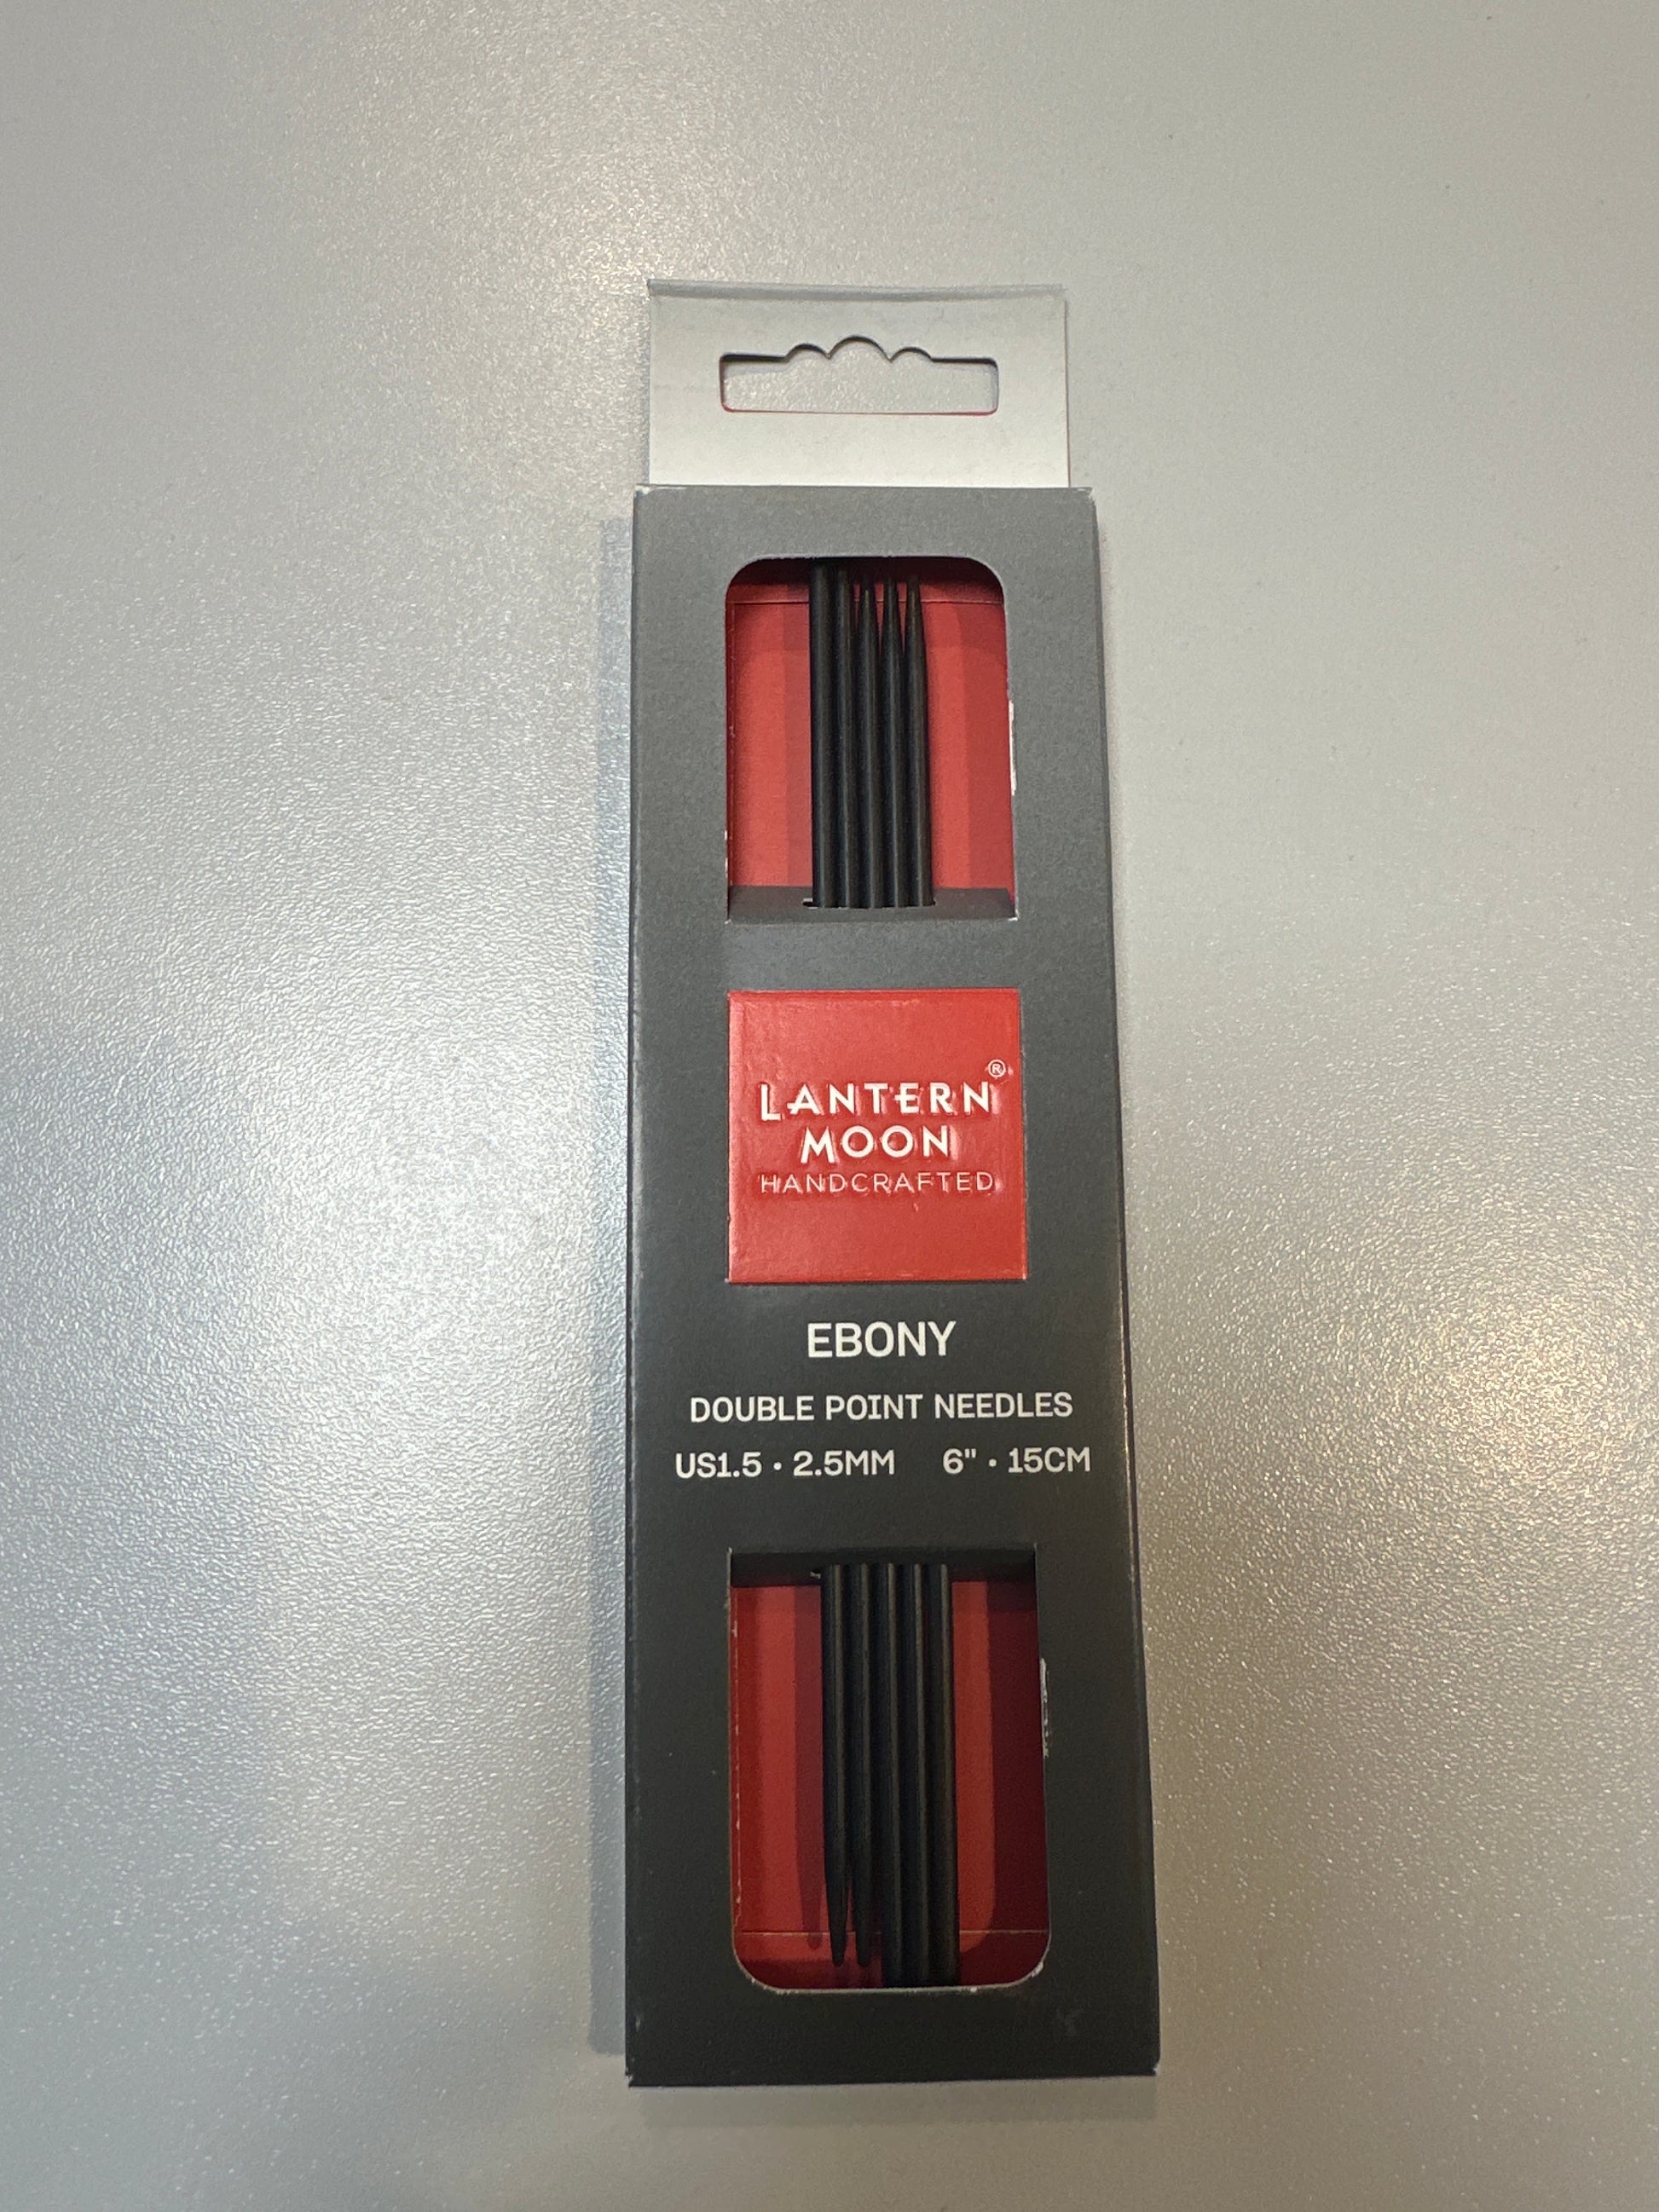 LANTERN®
MOON
HANDCRAFTED
EBONY
DOUBLE POINT NEEDLES
US1.5 • 2.5MM 6" • 15CM